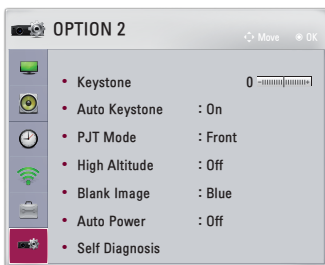 OPTION 2
Move OK
Keystone 0
Auto Keystone : On
PJT Mode : Front
High Altitude : Off
Blank Image : Blue
Auto Power : Off
Self Diagnosis